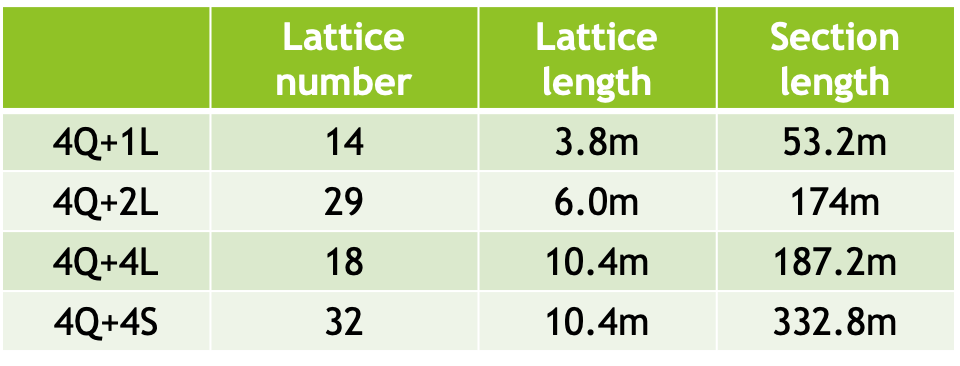 Lattice number Lattice length Section length
4Q+1L 14 3.8m 53.2m
4Q+2L 29 6.0m 174m
4Q+4L 18 10.4m 187.2m
4Q+4S 32 10.4m 332.8m